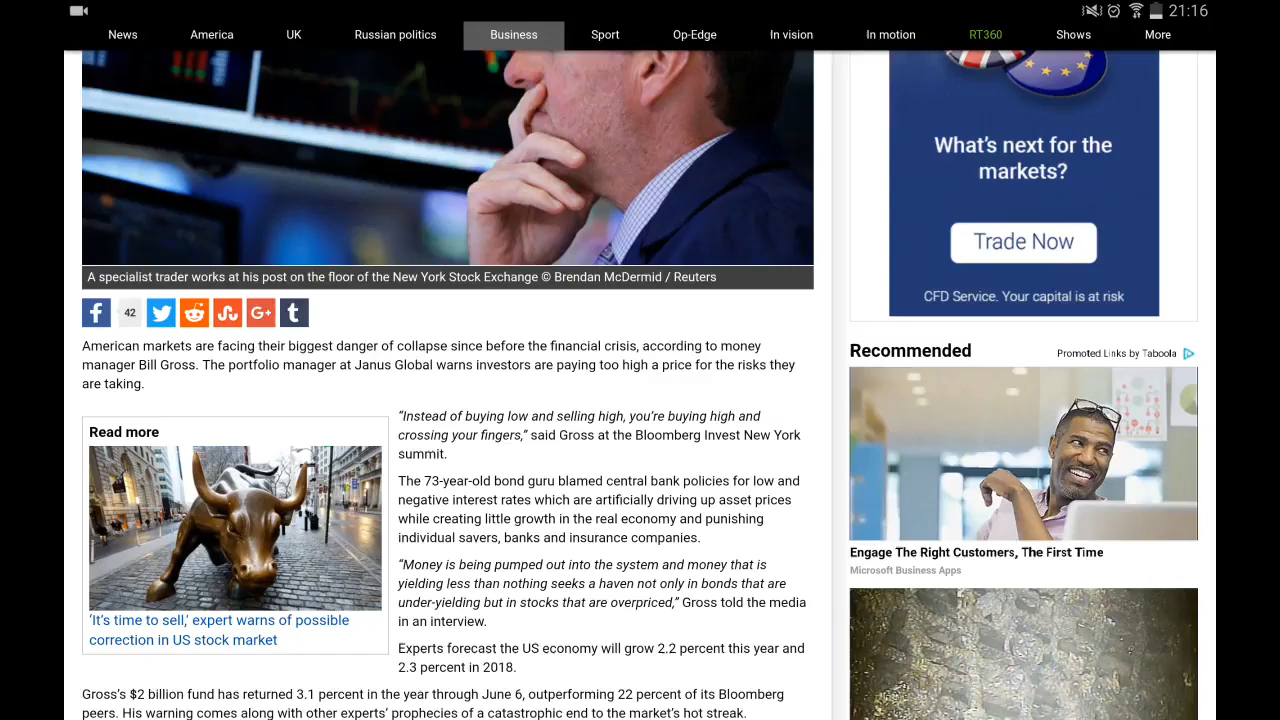 21:16
News America UK Russian politics Business Sport Op-Edge In vision In motion RT360 Shows More
A specialist trader works at his post on the floor of the New York Stock Exchange © Brendan McDermid / Reuters
42
American markets are facing their biggest danger of collapse since before the financial crisis, according to money
manager Bill Gross. The portfolio manager at Janus Global warns investors are paying too high a price for the risks they
are taking.
Read more
‘It’s time to sell,’ expert warns of possible
correction in US stock market
“Instead of buying low and selling high, you’re buying high and
crossing your fingers,” said Gross at the Bloomberg Invest New York
summit.
The 73-year-old bond guru blamed central bank policies for low and
negative interest rates which are artificially driving up asset prices
while creating little growth in the real economy and punishing
individual savers, banks and insurance companies.
“Money is being pumped out into the system and money that is
yielding less than nothing seeks a haven not only in bonds that are
under-yielding but in stocks that are overpriced,” Gross told the media
in an interview.
Experts forecast the US economy will grow 2.2 percent this year and
2.3 percent in 2018.
Gross’s $2 billion fund has returned 3.1 percent in the year through June 6, outperforming 22 percent of its Bloomberg
peers. His warning comes along with other experts’ prophecies of a catastrophic end to the market’s hot streak.
What’s next for the
markets?
Trade Now
CFD Service. Your capital is at risk
Recommended
Promoted Links by Taboola
Engage The Right Customers, The First Time
Microsoft Business Apps